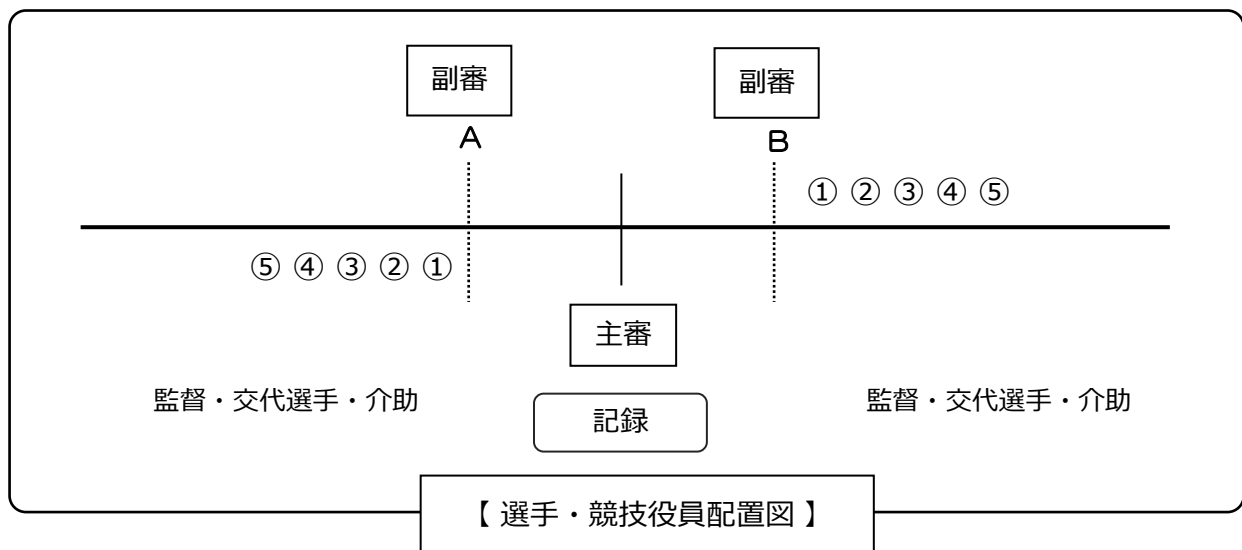 副審 副審
A B
① ② ③ ④ ⑤
⑤ ④ ③ ② ①
主審
監督・交代選手・介助 監督・交代選手・介助
記録
【 選手・競技役員配置図 】